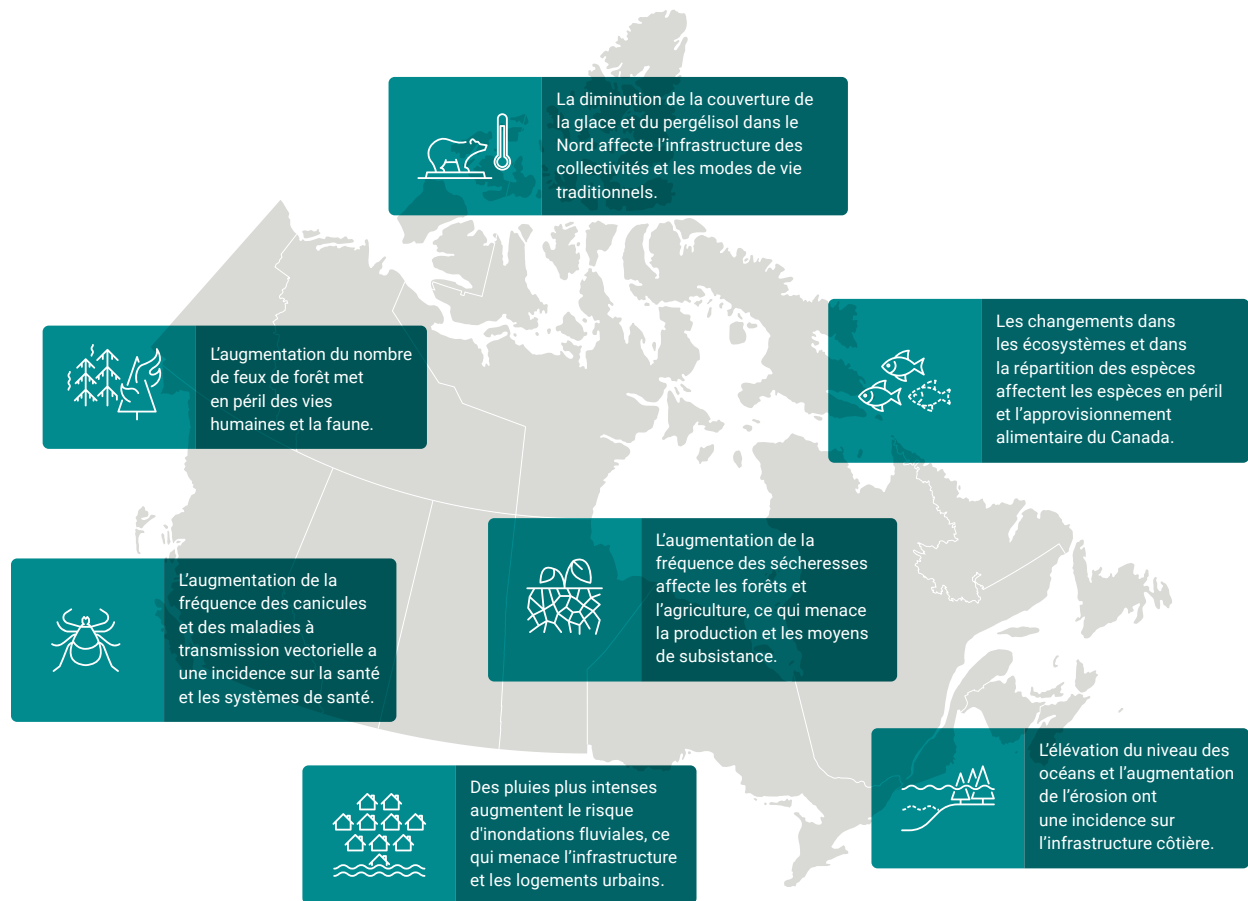 La diminution de la couverture de
la glace et du pergélisol dans le
Nord affecte l’infrastructure des
collectivités et les modes de vie
traditionnels.
Les changements dans
les écosystèmes et dans
la répartition des espèces
affectent les espèces en péril
et l’approvisionnement
alimentaire du Canada.
L’augmentation du nombre
de feux de forêt met
en péril des vies
humaines et la faune.
L’augmentation de la
fréquence des sécheresses
affecte les forêts et
l’agriculture, ce qui menace
la production et les moyens
de subsistance.
L’augmentation de la
fréquence des canicules
et des maladies à
transmission vectorielle a
une incidence sur la santé
et les systèmes de santé.
L’élévation du niveau des
océans et l’augmentation
de l’érosion ont
une incidence sur
l’infrastructure côtière.
Des pluies plus intenses
augmentent le risque
d'inondations fluviales, ce
qui menace l’infrastructure
et les logements urbains.